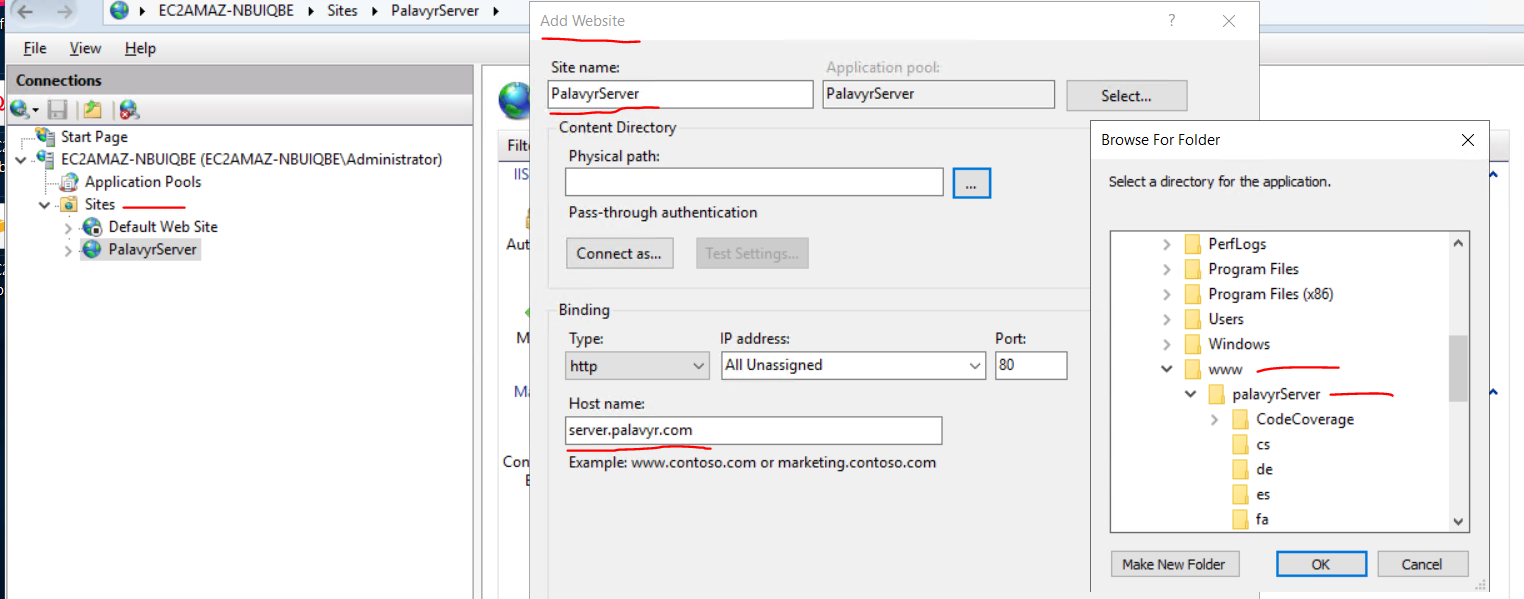 EC2AMAZ-NBUIQBE Sites PalavyrServer
File View Help
Connections
Start Page
EC2AMAZ-NBUIQBE (EC2AMAZ-NBUIQBE\Administrator)
Application Pools
Sites
Default Web Site
PalavyrServer
Filte
IIS
Aut
M
Ma
Con
E
Add Website ?
Site name: Application pool:
PalavyrServer PalavyrServer Select...
Content Directory
Physical path:
...
Pass-through authentication
Connect as... Test Settings...
Binding
Type: IP address: Port:
http All Unassigned 80
Host name:
server.palavyr.com
Example: www.contoso.com or marketing.contoso.com
Browse For Folder
Select a directory for the application.
PerfLogs
Program Files
Program Files (x86)
Users
Windows
www
palavyrServer
CodeCoverage
cs
de
es
fa
Make New Folder OK Cancel